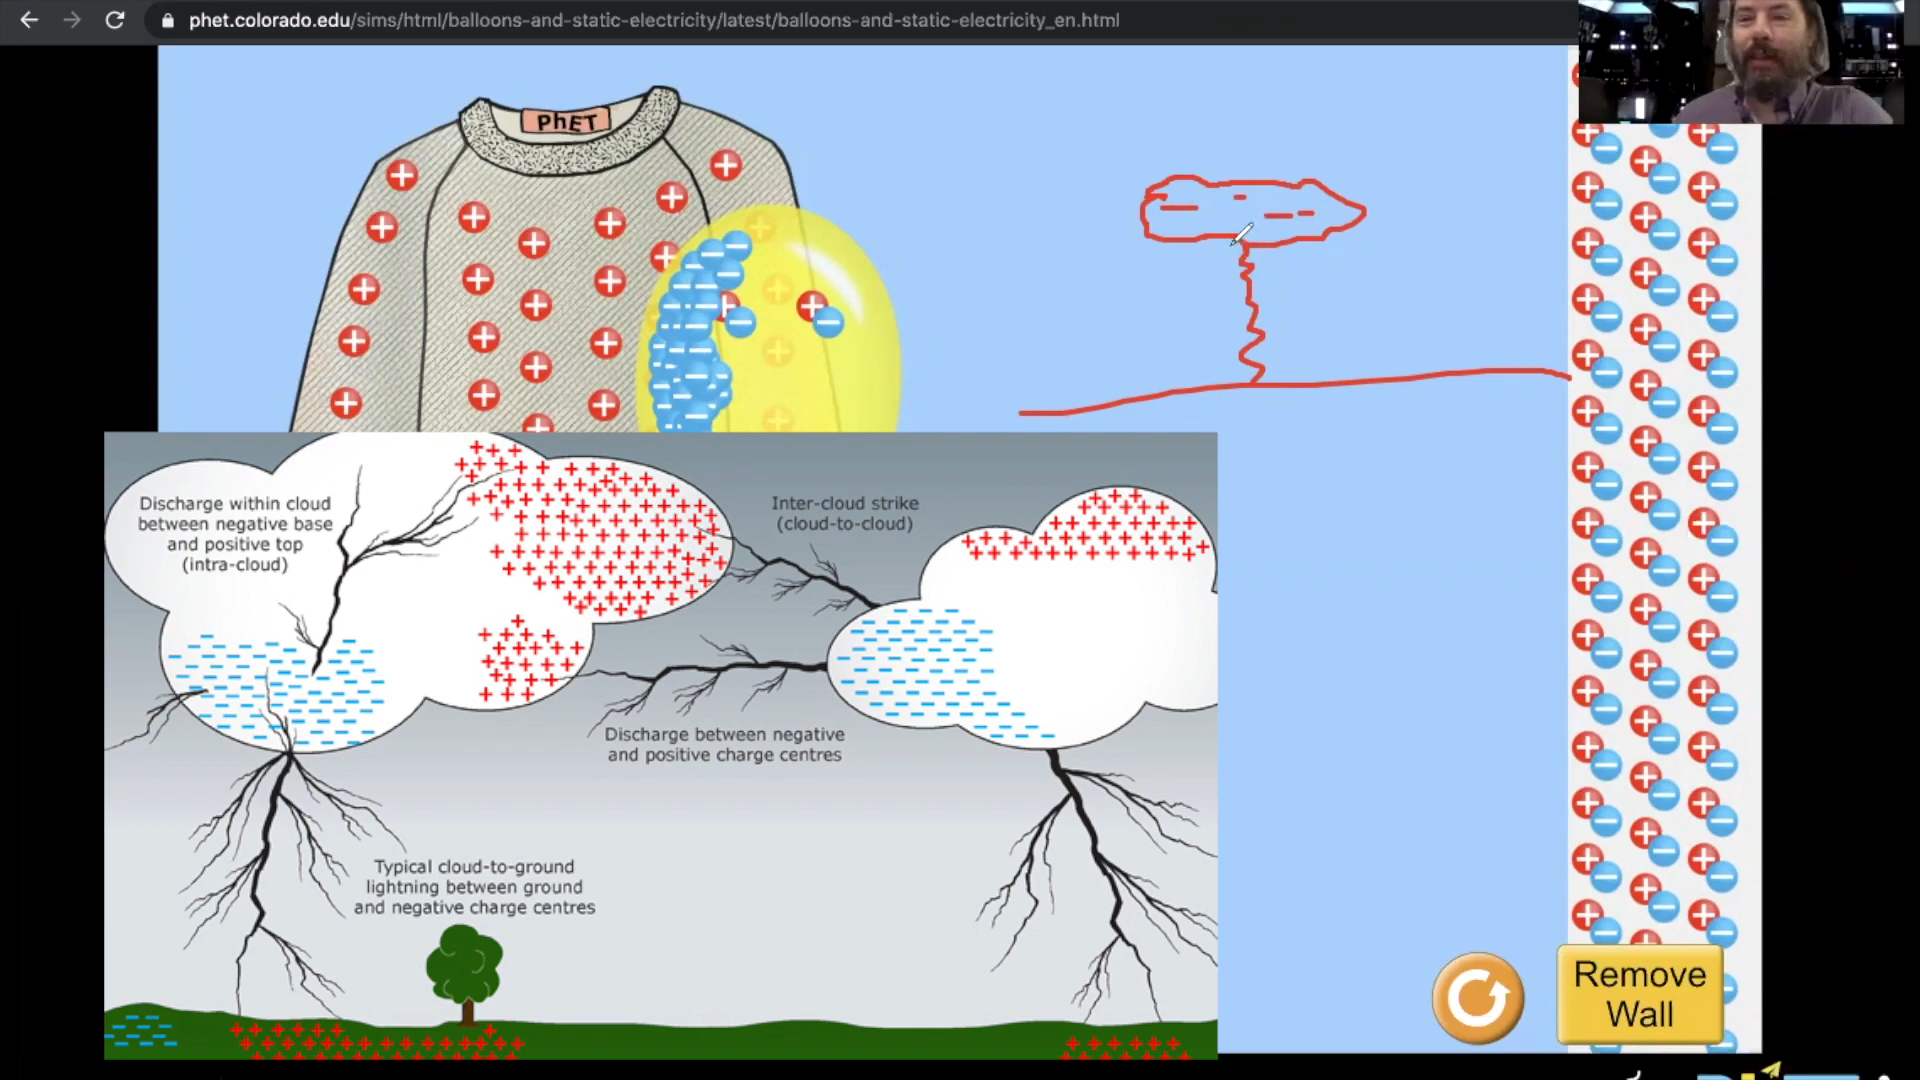 phet.colorado.edu/sims/html/balloons-and-static-electricity/latest/balloons-and-static-electricity_en.html
PhET
Discharge within cloud
between negative base
and positive top
(intra-cloud)
Inter-cloud strike
(cloud-to-cloud)
Discharge between negative
and positive charge centres
Typical cloud-to-ground
lightning between ground
and negative charge centres
Remove
Wall